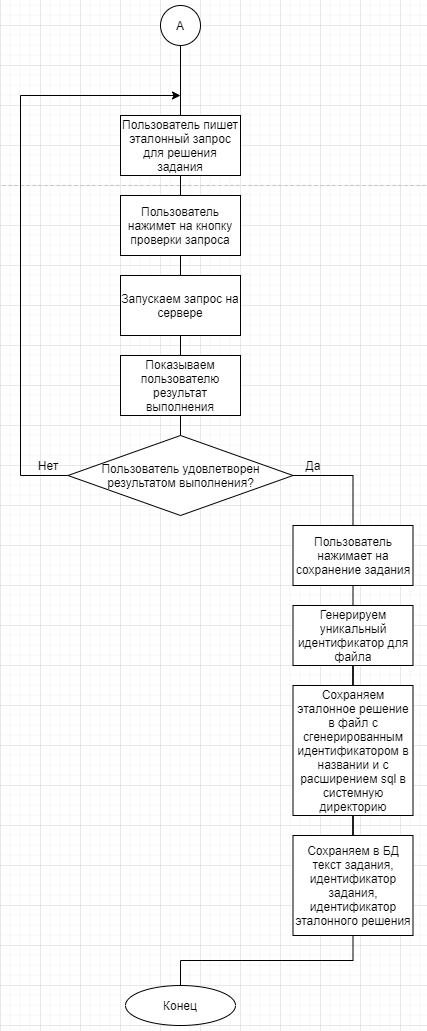 А
Пользователь пишет
эталонный запрос
для решения
задания
Пользователь
нажимет на кнопку
проверки запроса
Запускаем запрос на
сервере
Показываем
пользователю
результат
выполнения
Нет
Пользователь удовлетворен
результатом выполнения?
Да
Пользователь
нажимает на
сохранение задания
Генерируем
уникальный
идентификатор для
файла
Сохраняем
эталонное решение
в файл с
сгенерированным
идентификатором в
названии и с
расширением sql в
системную
директорию
Сохраняем в БД
текст задания,
идентификатор
задания,
идентификатор
эталонного решения
Конец